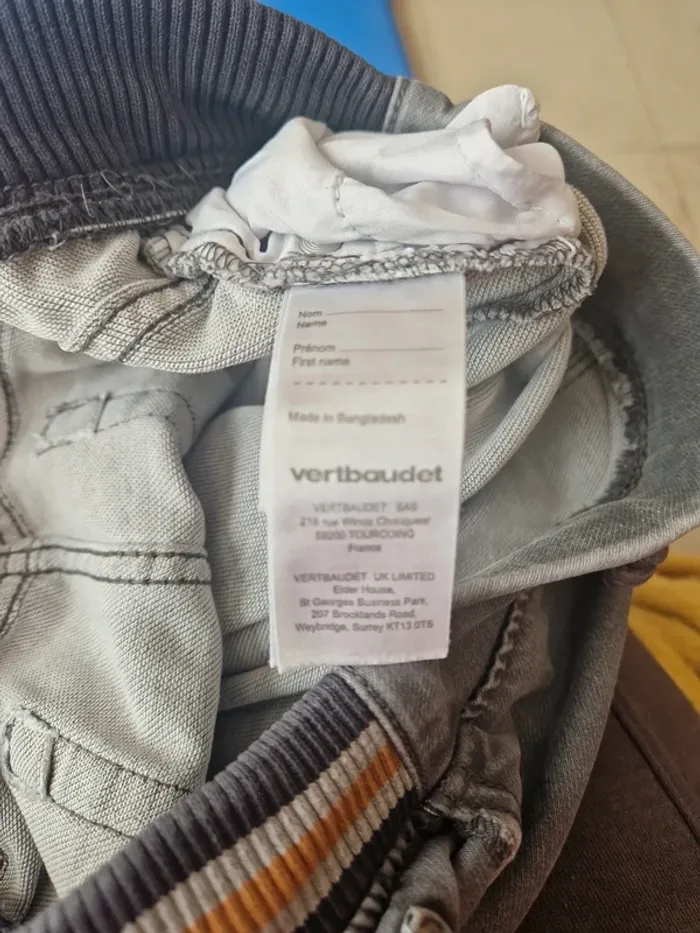 Nom
Name
Prénom
First name
Made in Bangladesh
vertbaudet
VERTBAUDET SAS
216 rue Winoc Chocqueel
59200 TOURCOING
France
VERTBAUDET UK LIMITED
Elder House,
St Georges Business Park,
207 Brooklands Road,
Weybridge, Surrey KT13 0TS